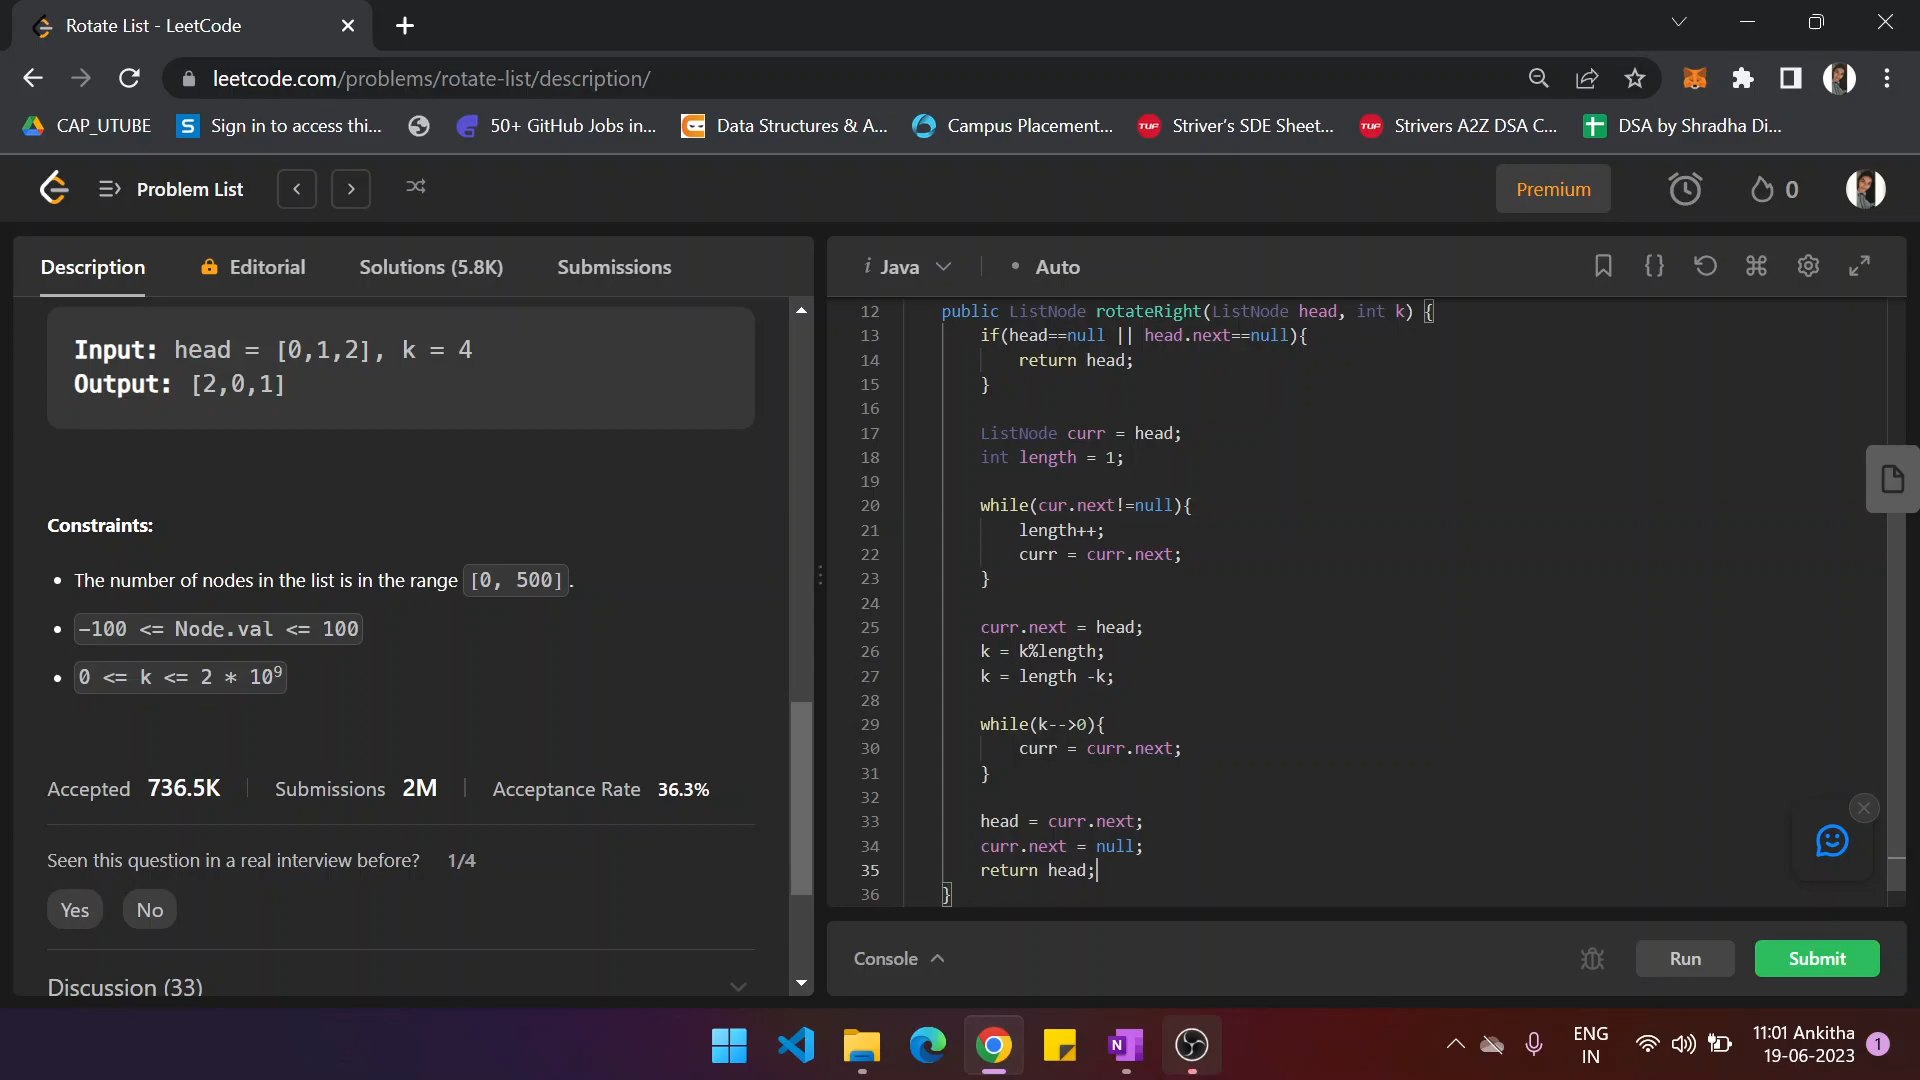 Rotate List - LeetCode
leetcode.com/problems/rotate-list/description/
CAP_UTUBE
Sign in to access thi...
50+ GitHub Jobs in...
Data Structures & A...
Campus Placement...
TUF Striver's SDE Sheet...
TUF Strivers A2Z DSA C...
DSA by Shradha Di...
Problem List
Premium
0
Description
Editorial
Solutions (5.8K)
Submissions
Input: head = [0,1,2], k = 4
Output: [2,0,1]
Constraints:
• The number of nodes in the list is in the range [0, 500].
• -100 <= Node.val <= 100
• 0 <= k <= 2 * 10⁹
Accepted 736.5K
Submissions 2M
Acceptance Rate 36.3%
Seen this question in a real interview before? 1/4
Yes
No
Discussion (33)
i Java
• Auto
12 public ListNode rotateRight(ListNode head, int k) {
13 if(head==null || head.next==null){
14 return head;
15 }
16
17 ListNode curr = head;
18 int length = 1;
19
20 while(cur.next!=null){
21 length++;
22 curr = curr.next;
23 }
24
25 curr.next = head;
26 k = k%length;
27 k = length -k;
28
29 while(k-->0){
30 curr = curr.next;
31 }
32
33 head = curr.next;
34 curr.next = null;
35 return head;
36 }
Console
Run
Submit
ENG
IN
11:01 Ankitha
19-06-2023
1